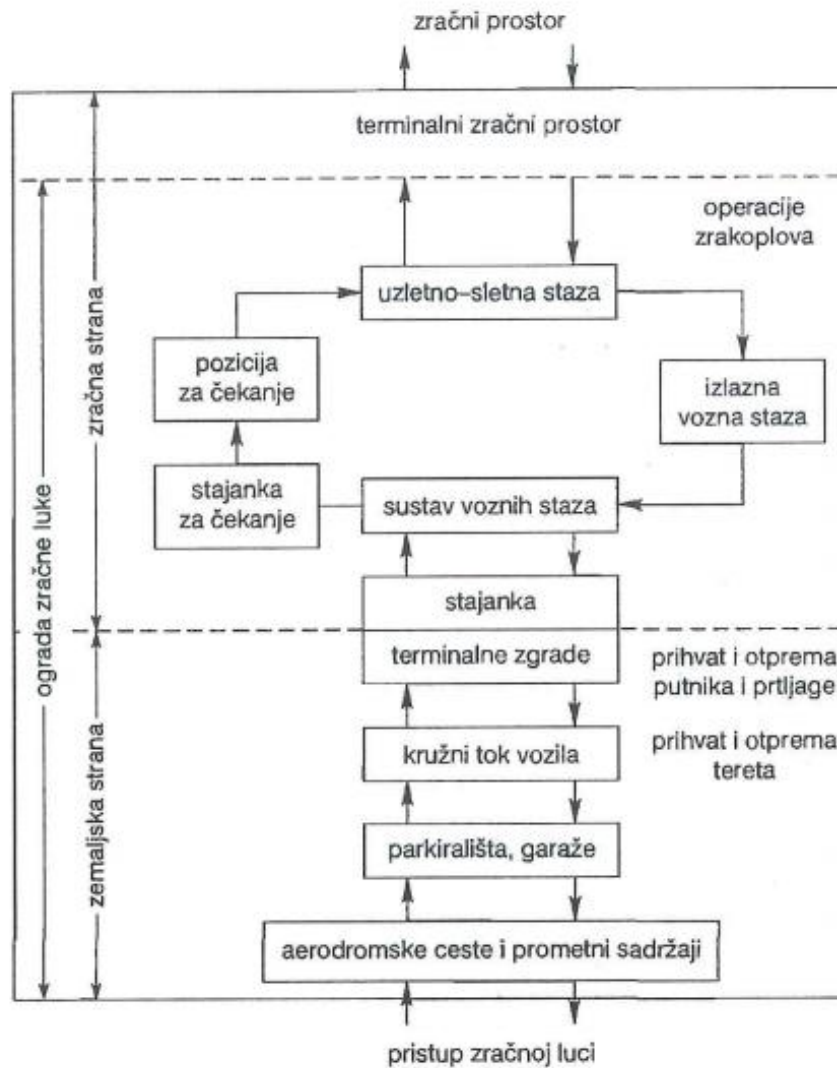 zračni prostor
terminalni zračni prostor
operacije
zrakoplova
uzletno–sletna staza
pozicija
za čekanje
izlazna
vozna staza
stajanka
za čekanje
sustav voznih staza
stajanka
terminalne zgrade
prihvat i otprema
putnika i prtljage
kružni tok vozila
prihvat i otprema
tereta
parkirališta, garaže
aerodromske ceste i prometni sadržaji
pristup zračnoj luci
ograda zračne luke
zračna strana
zemaljska strana